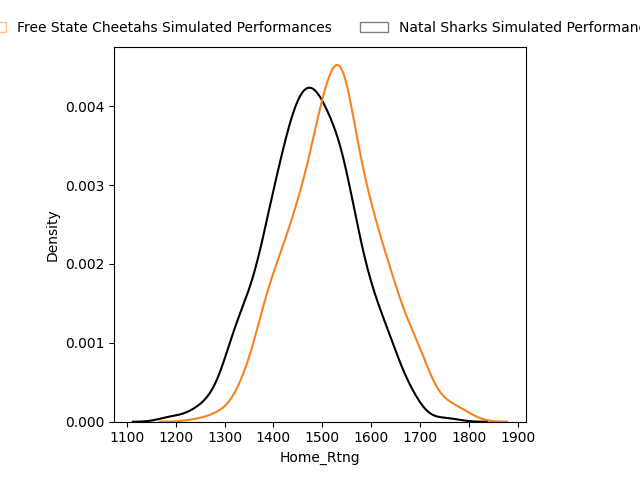 Free State Cheetahs Simulated Performances
Natal Sharks Simulated
Density
0.004
0.003
0.002
0.001
0.000
1100 1200 1300 1400 1500 1600 1700 1800 1900
Home_Rtng